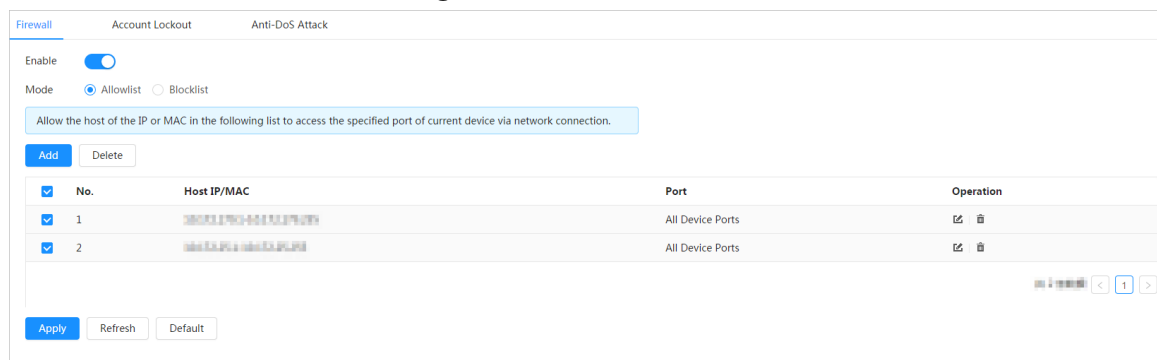 Firewall Account Lockout Anti-DoS Attack
Enable
Mode Allowlist Blocklist
Allow the host of the IP or MAC in the following list to access the specified port of current device via network connection.
Add Delete
No. Host IP/MAC Port Operation
1 All Device Ports
2 All Device Ports
1
Apply Refresh Default